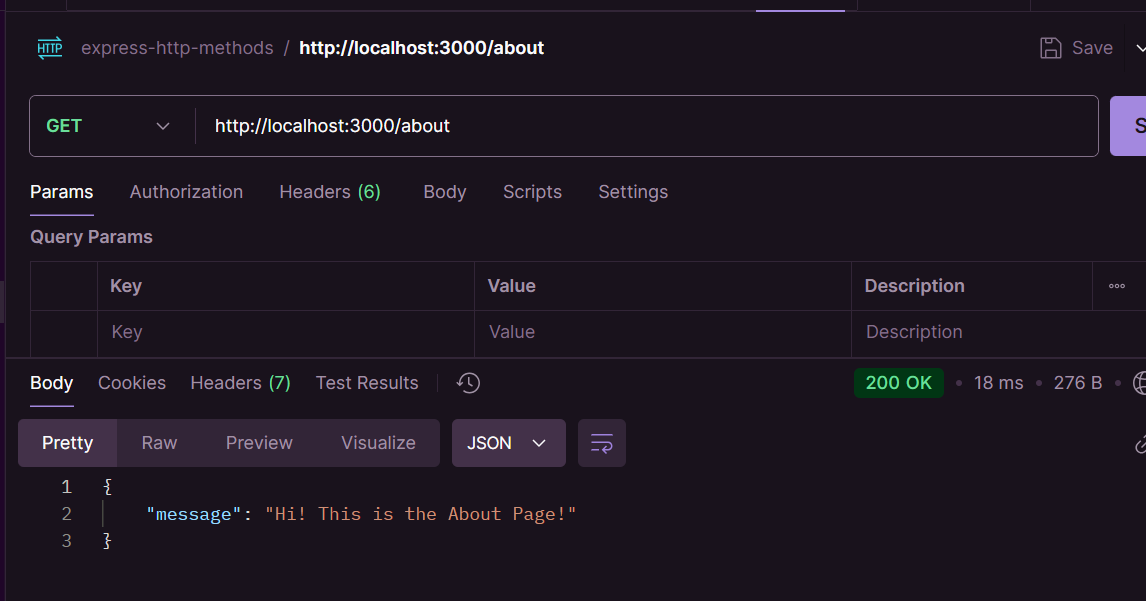 HTTP express-http-methods / http://localhost:3000/about Save
GET http://localhost:3000/about S
Params Authorization Headers (6) Body Scripts Settings
Query Params
Key Value Description
Key Value Description
Body Cookies Headers (7) Test Results 200 OK • 18 ms • 276 B •
Pretty Raw Preview Visualize JSON
1 {
2 "message": "Hi! This is the About Page!"
3 }